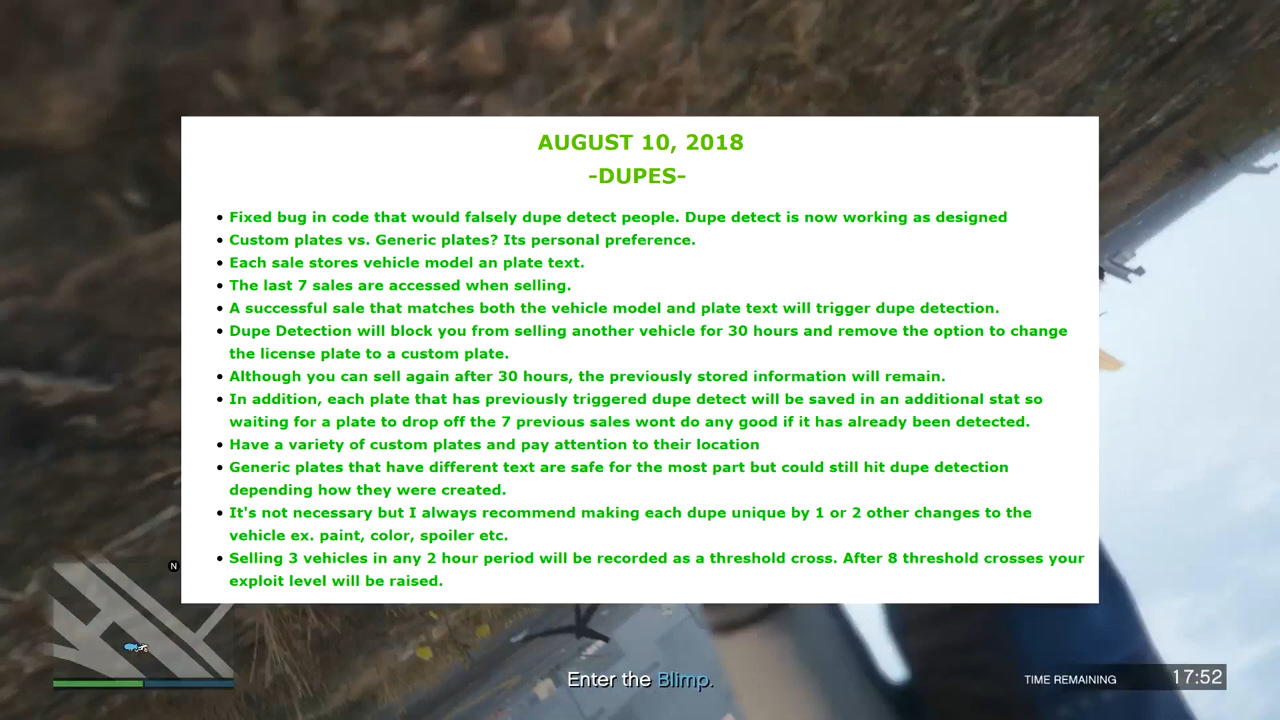 AUGUST 10, 2018
-DUPES-
• Fixed bug in code that would falsely dupe detect people. Dupe detect is now working as designed
• Custom plates vs. Generic plates? Its personal preference.
• Each sale stores vehicle model an plate text.
• The last 7 sales are accessed when selling.
• A successful sale that matches both the vehicle model and plate text will trigger dupe detection.
• Dupe Detection will block you from selling another vehicle for 30 hours and remove the option to change
the license plate to a custom plate.
• Although you can sell again after 30 hours, the previously stored information will remain.
• In addition, each plate that has previously triggered dupe detect will be saved in an additional stat so
waiting for a plate to drop off the 7 previous sales wont do any good if it has already been detected.
• Have a variety of custom plates and pay attention to their location
• Generic plates that have different text are safe for the most part but could still hit dupe detection
depending how they were created.
• It's not necessary but I always recommend making each dupe unique by 1 or 2 other changes to the
vehicle ex. paint, color, spoiler etc.
• Selling 3 vehicles in any 2 hour period will be recorded as a threshold cross. After 8 threshold crosses your
exploit level will be raised.
N
Enter the Blimp.
TIME REMAINING 17:52